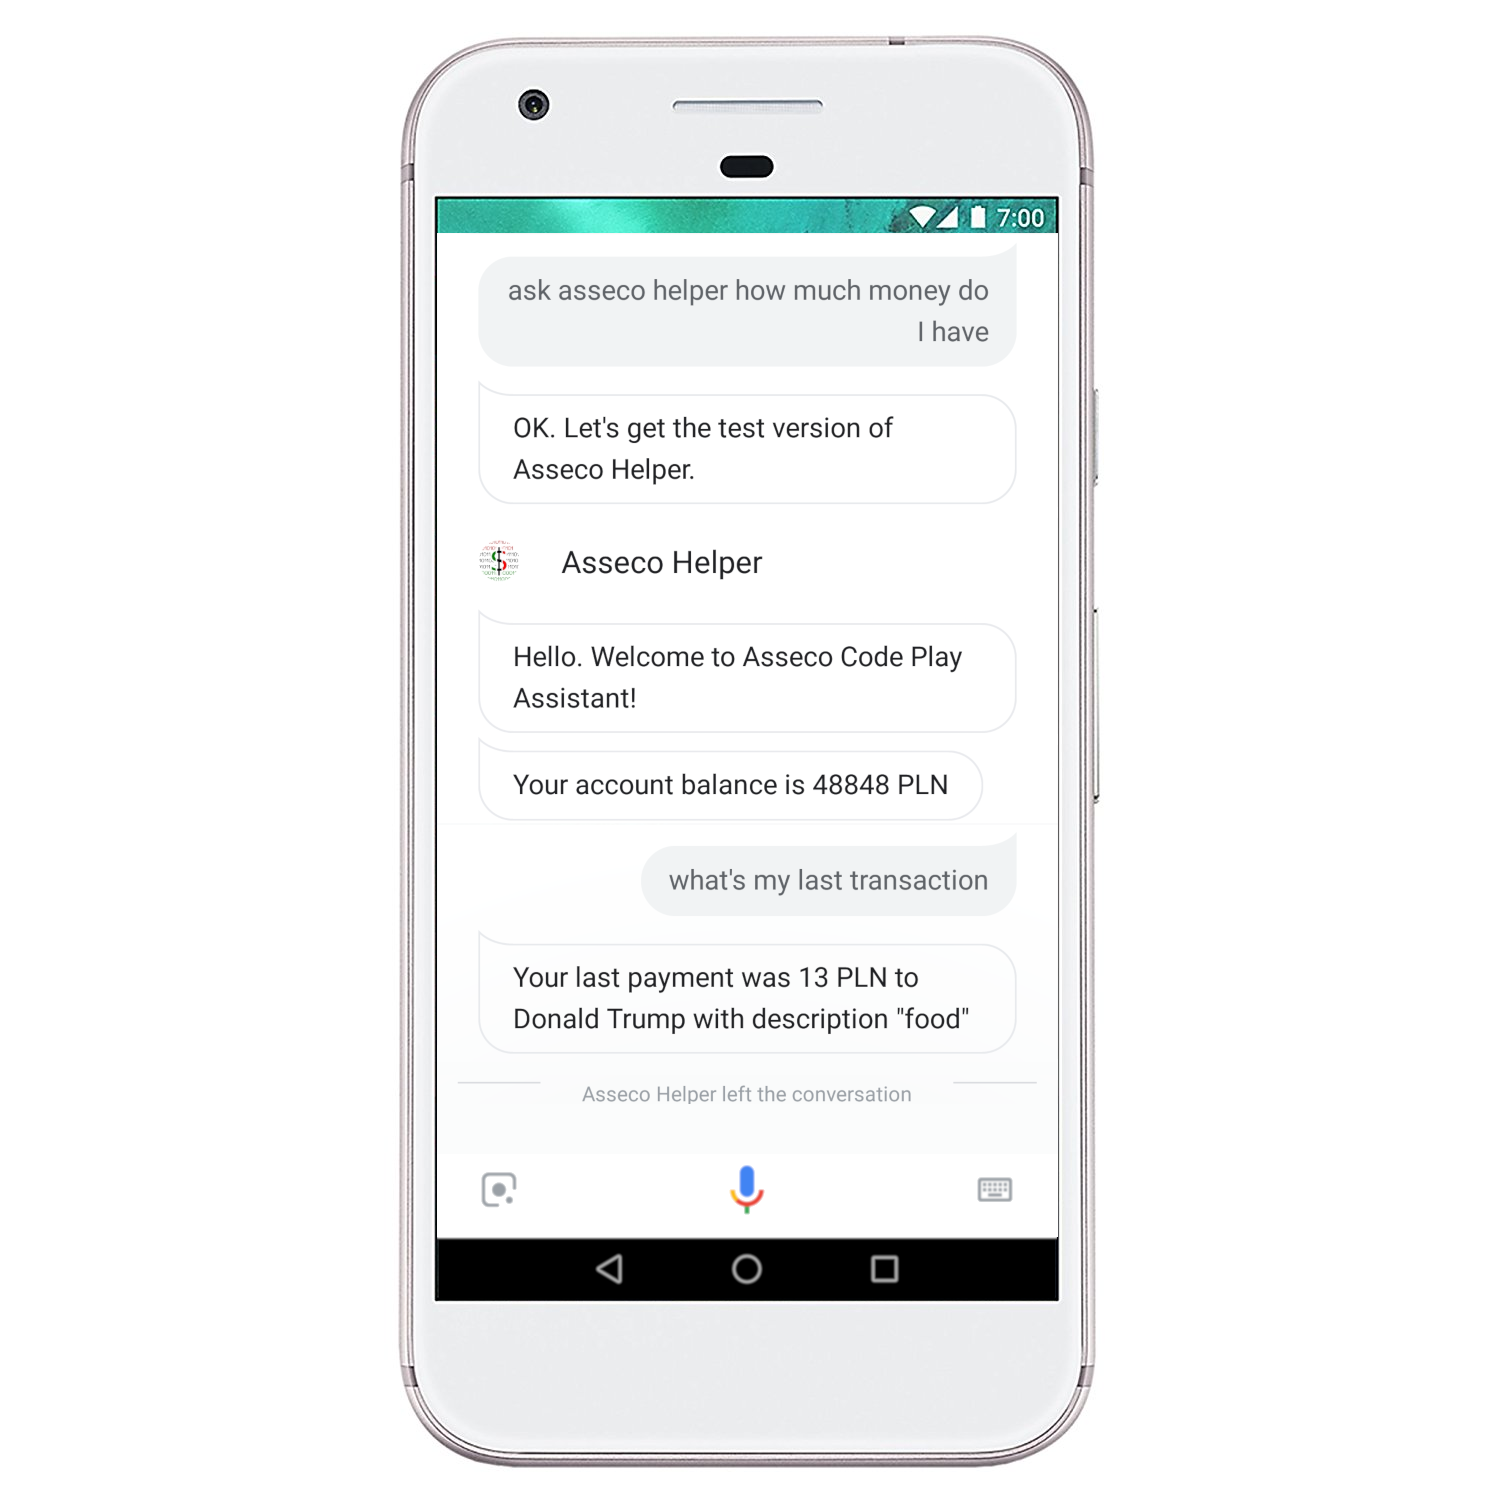 7:00
ask asseco helper how much money do
I have
OK. Let's get the test version of
Asseco Helper.
$
Asseco Helper
Hello. Welcome to Asseco Code Play
Assistant!
Your account balance is 48848 PLN
what's my last transaction
Your last payment was 13 PLN to
Donald Trump with description "food"
Asseco Helper left the conversation